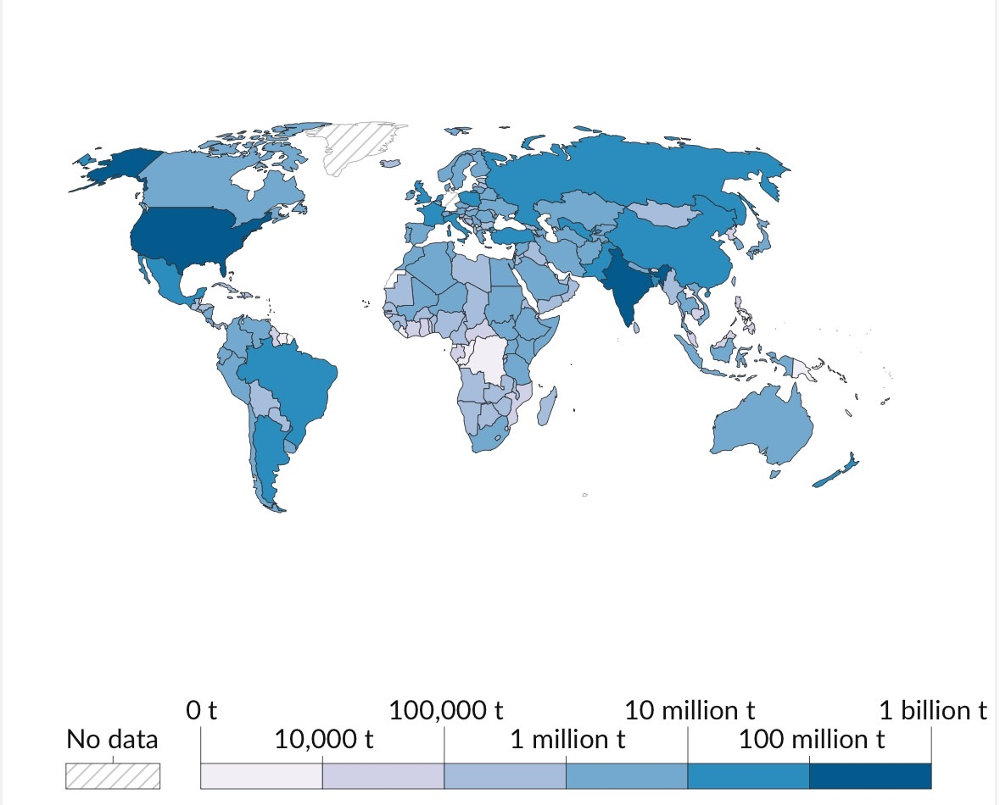 0 t
100,000 t
10 million t
1 billion t
No data
10,000 t
1 million t
100 million t